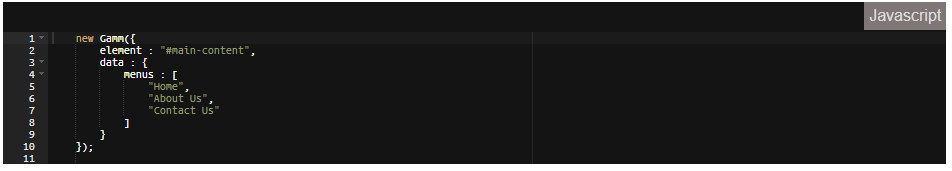 Javascript
1 new Gamm({
2 element : "#main-content",
3 data : {
4 menus : [
5 "Home",
6 "About Us",
7 "Contact Us"
8 ]
9 }
10 });
11